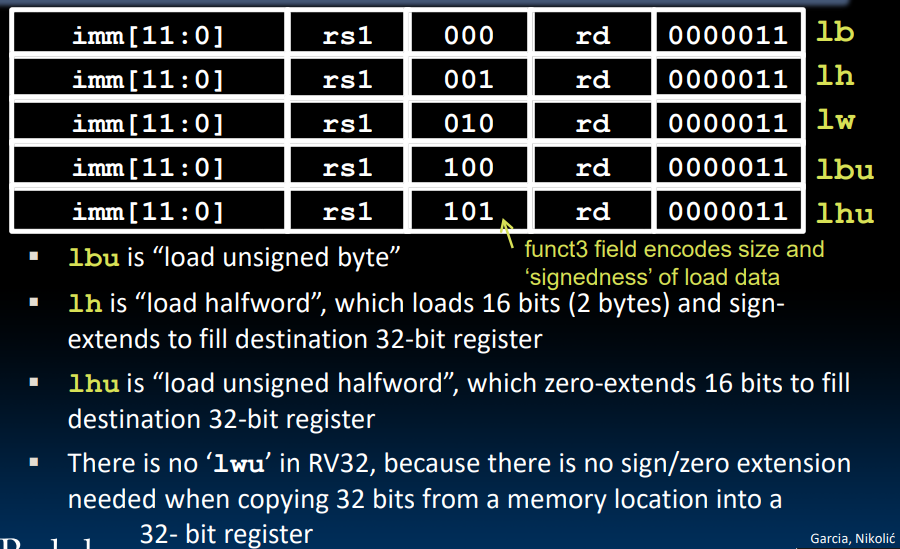 imm[11:0] rs1 000 rd 0000011 lb
imm[11:0] rs1 001 rd 0000011 lh
imm[11:0] rs1 010 rd 0000011 lw
imm[11:0] rs1 100 rd 0000011 lbu
imm[11:0] rs1 101 rd 0000011 lhu
funct3 field encodes size and
‘signedness’ of load data
▪ lbu is “load unsigned byte”
▪ lh is “load halfword”, which loads 16 bits (2 bytes) and sign-
extends to fill destination 32-bit register
▪ lhu is “load unsigned halfword”, which zero-extends 16 bits to fill
destination 32-bit register
▪ There is no ‘lwu’ in RV32, because there is no sign/zero extension
needed when copying 32 bits from a memory location into a
32- bit register
Garcia, Nikolić